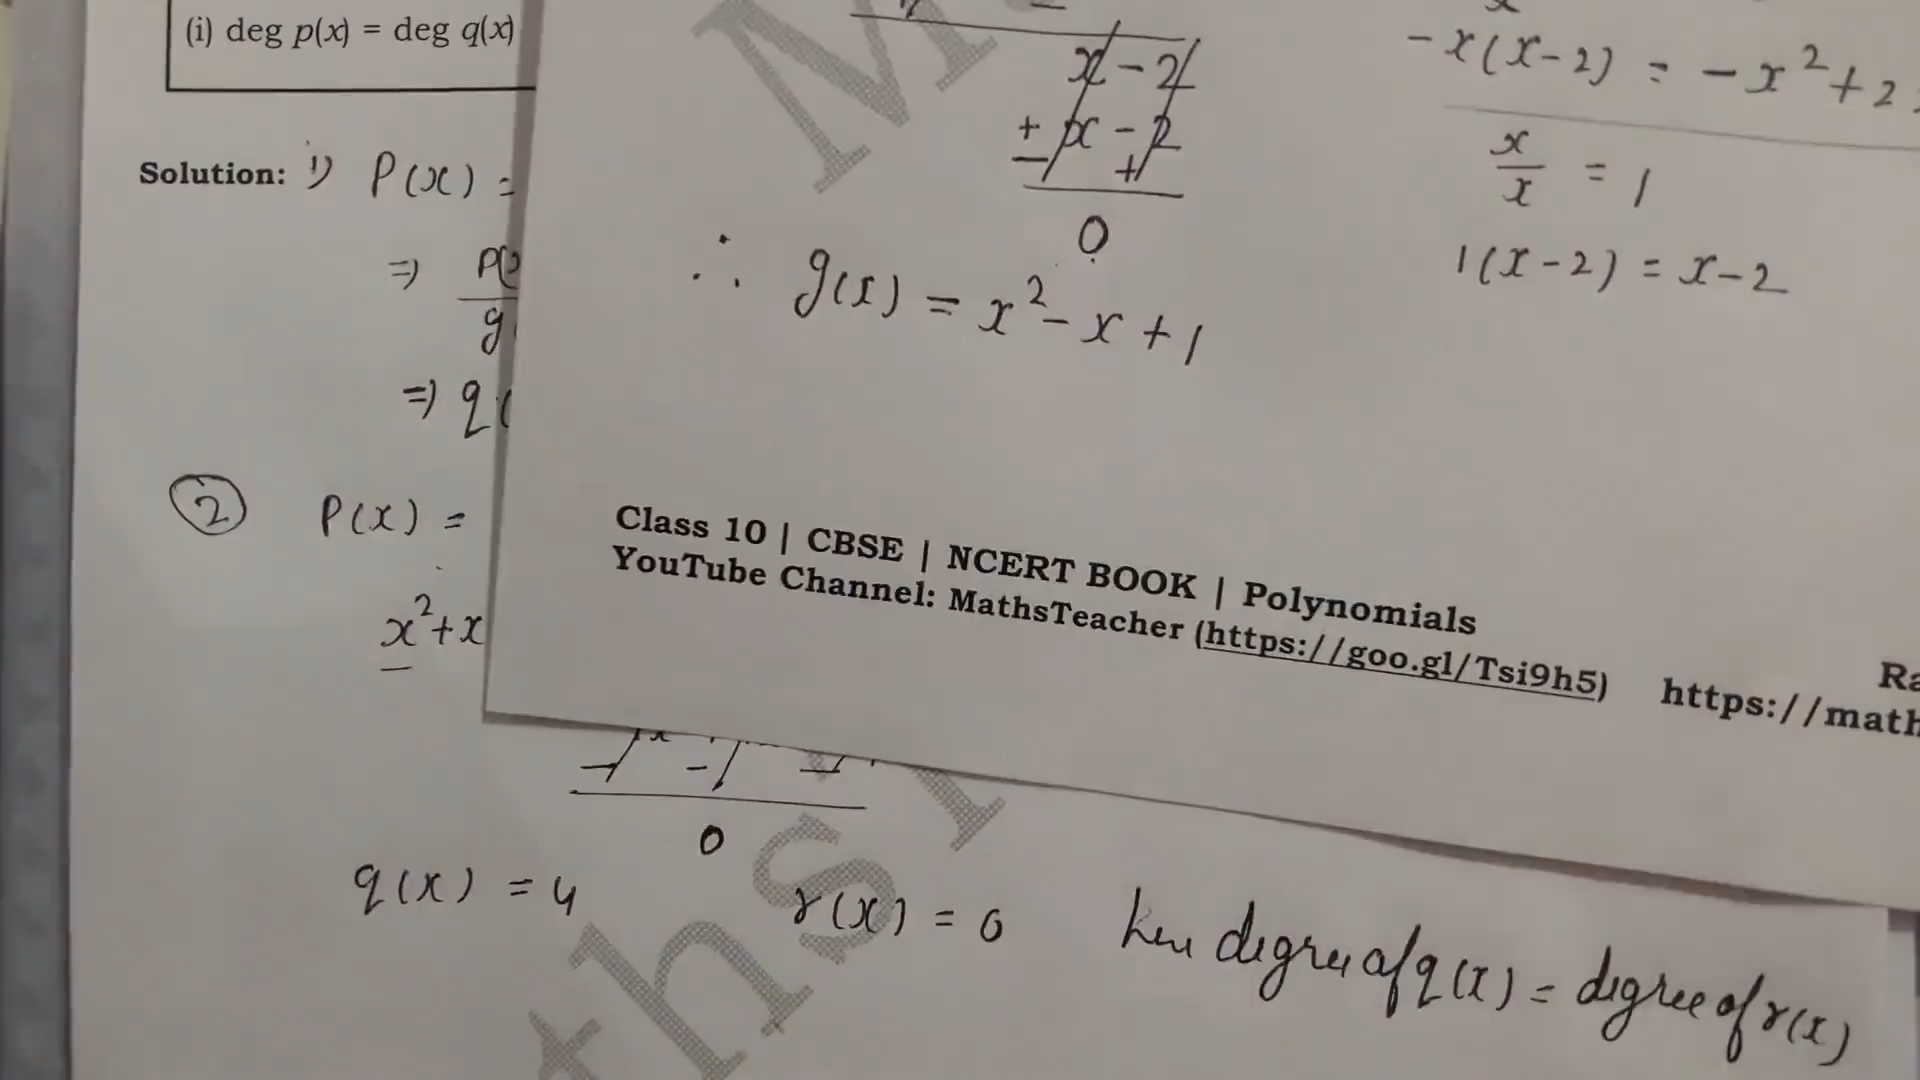 (i) deg p(x) = deg q(x)
Solution: 1) P(x) =
=> P(x
g(
=> q(
2 P(x) =
x²+x
x - 2
+ x - 2
- +
0
∴ g(x) = x² - x + 1
-x(x-2) = -x²+2
x/x = 1
1(x-2) = x-2
Class 10 | CBSE | NCERT BOOK | Polynomials
YouTube Channel: MathsTeacher (https://goo.gl/Tsi9h5) https://math
Ra
0
q(x) = 4 r(x) = 0 here degree of q(x) = degree of r(x)